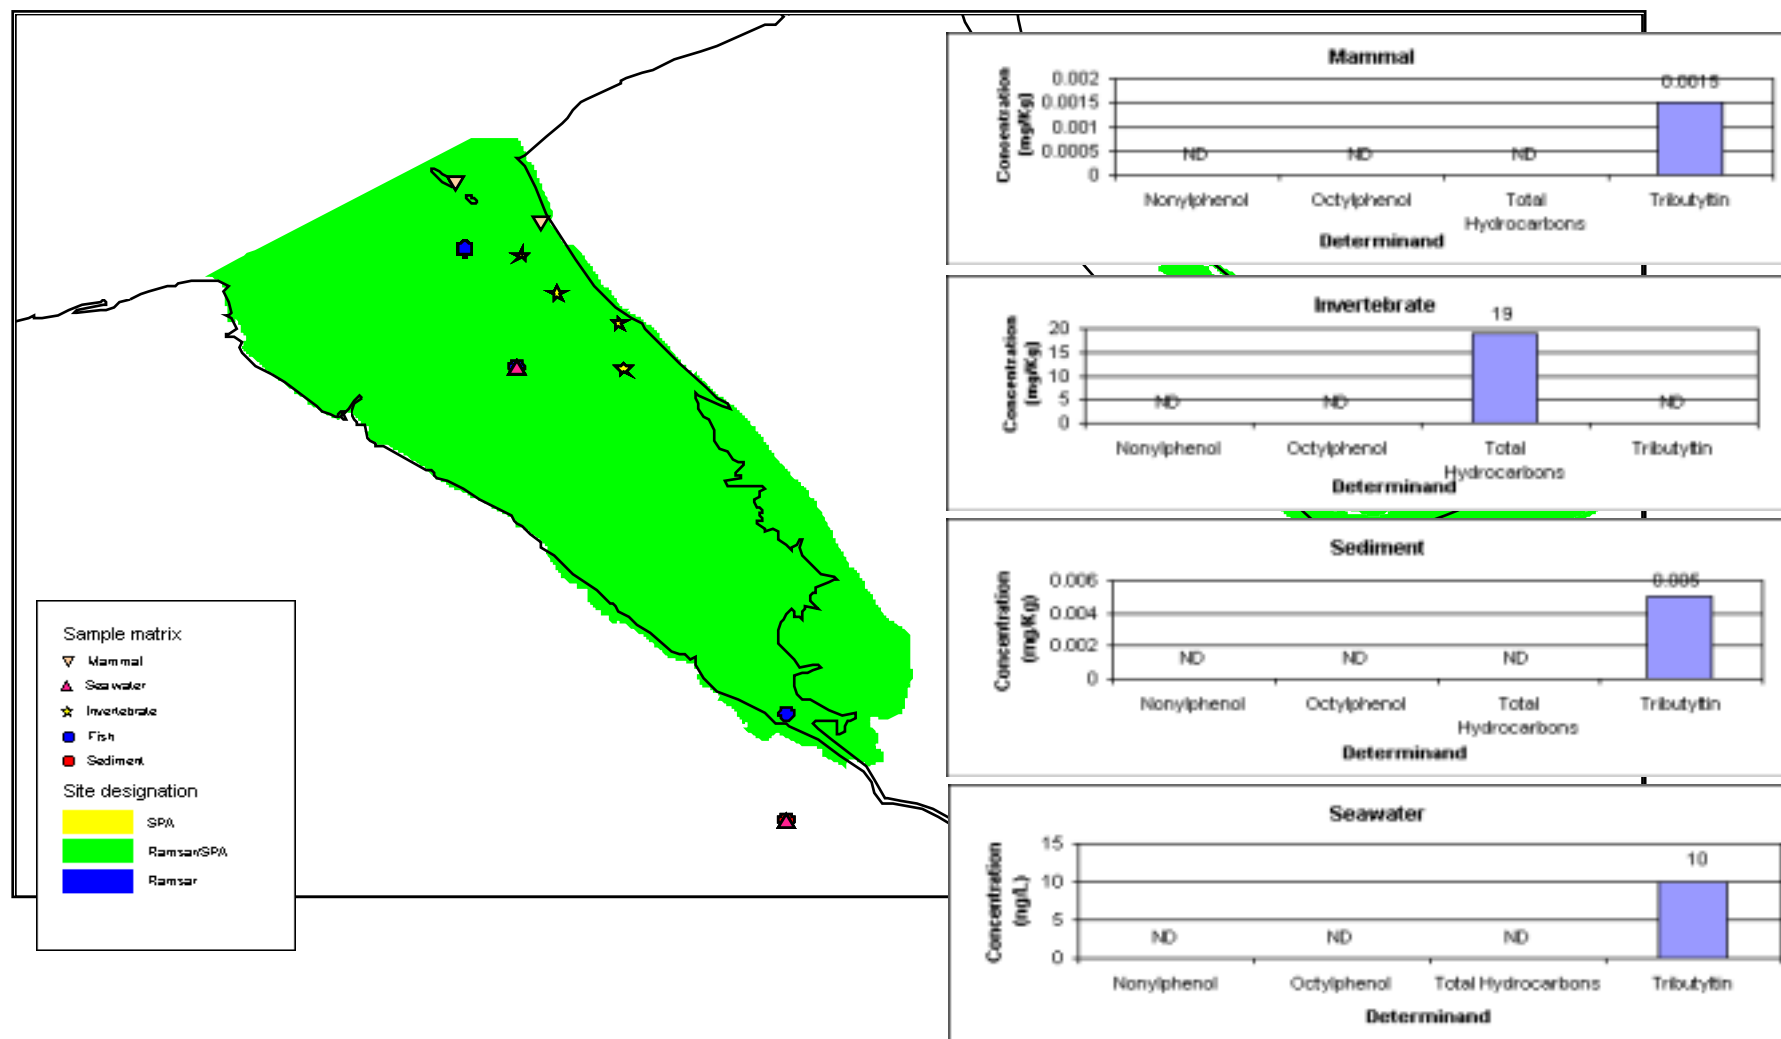 Mammal
Concentration
(mg/Kg)
0.002
0.0015
0.001
0.0005
0
ND
ND
ND
0.0015
Nonylphenol
Octylphenol
Total
Hydrocarbons
Tributyltin
Determinand
Invertebrate
Concentration
(mg/Kg)
20
15
10
5
0
ND
ND
19
ND
Nonylphenol
Octylphenol
Total
Hydrocarbons
Tributyltin
Determinand
Sediment
Concentration
(mg/Kg)
0.006
0.004
0.002
0
ND
ND
ND
0.005
Nonylphenol
Octylphenol
Total
Hydrocarbons
Tributyltin
Determinand
Seawater
Concentration
(ng/L)
15
10
5
0
ND
ND
ND
10
Nonylphenol
Octylphenol
Total Hydrocarbons
Tributyltin
Determinand
Sample matrix
Mammal
Seawater
Invertebrate
Fish
Sediment
Site designation
SPA
Ramsar/SPA
Ramsar